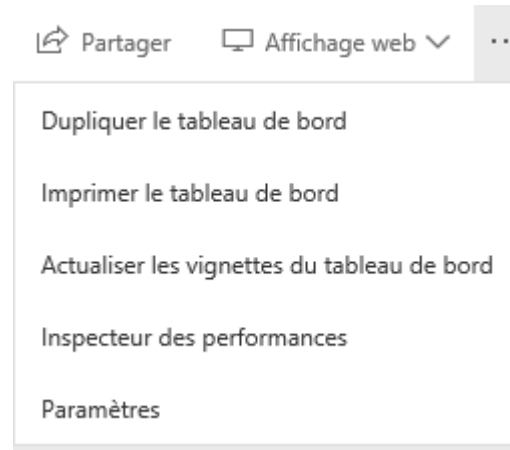 Partager Affichage web
Dupliquer le tableau de bord
Imprimer le tableau de bord
Actualiser les vignettes du tableau de bord
Inspecteur des performances
Paramètres